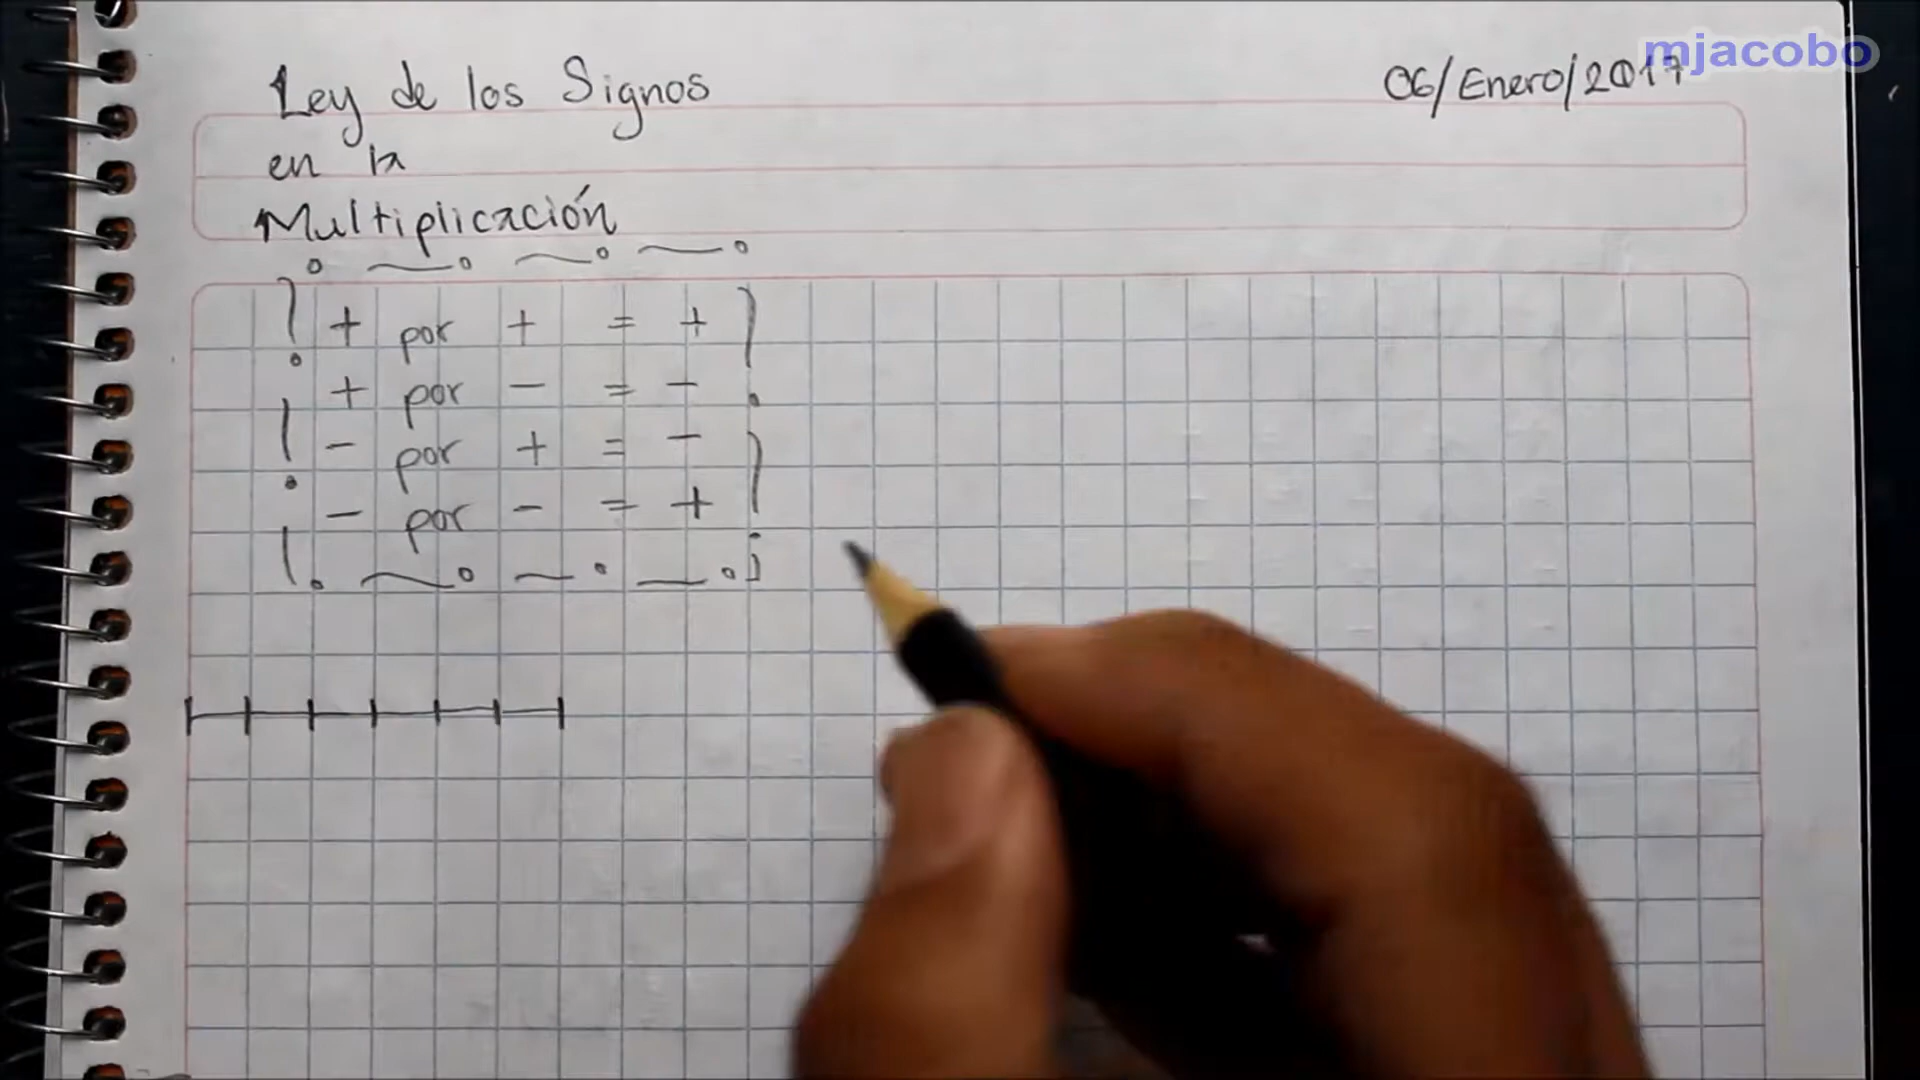 mjacobo
Ley de los Signos
06/Enero/2017
en la
Multiplicación
+ por + = +
+ por - = -
- por + = -
- por - = +